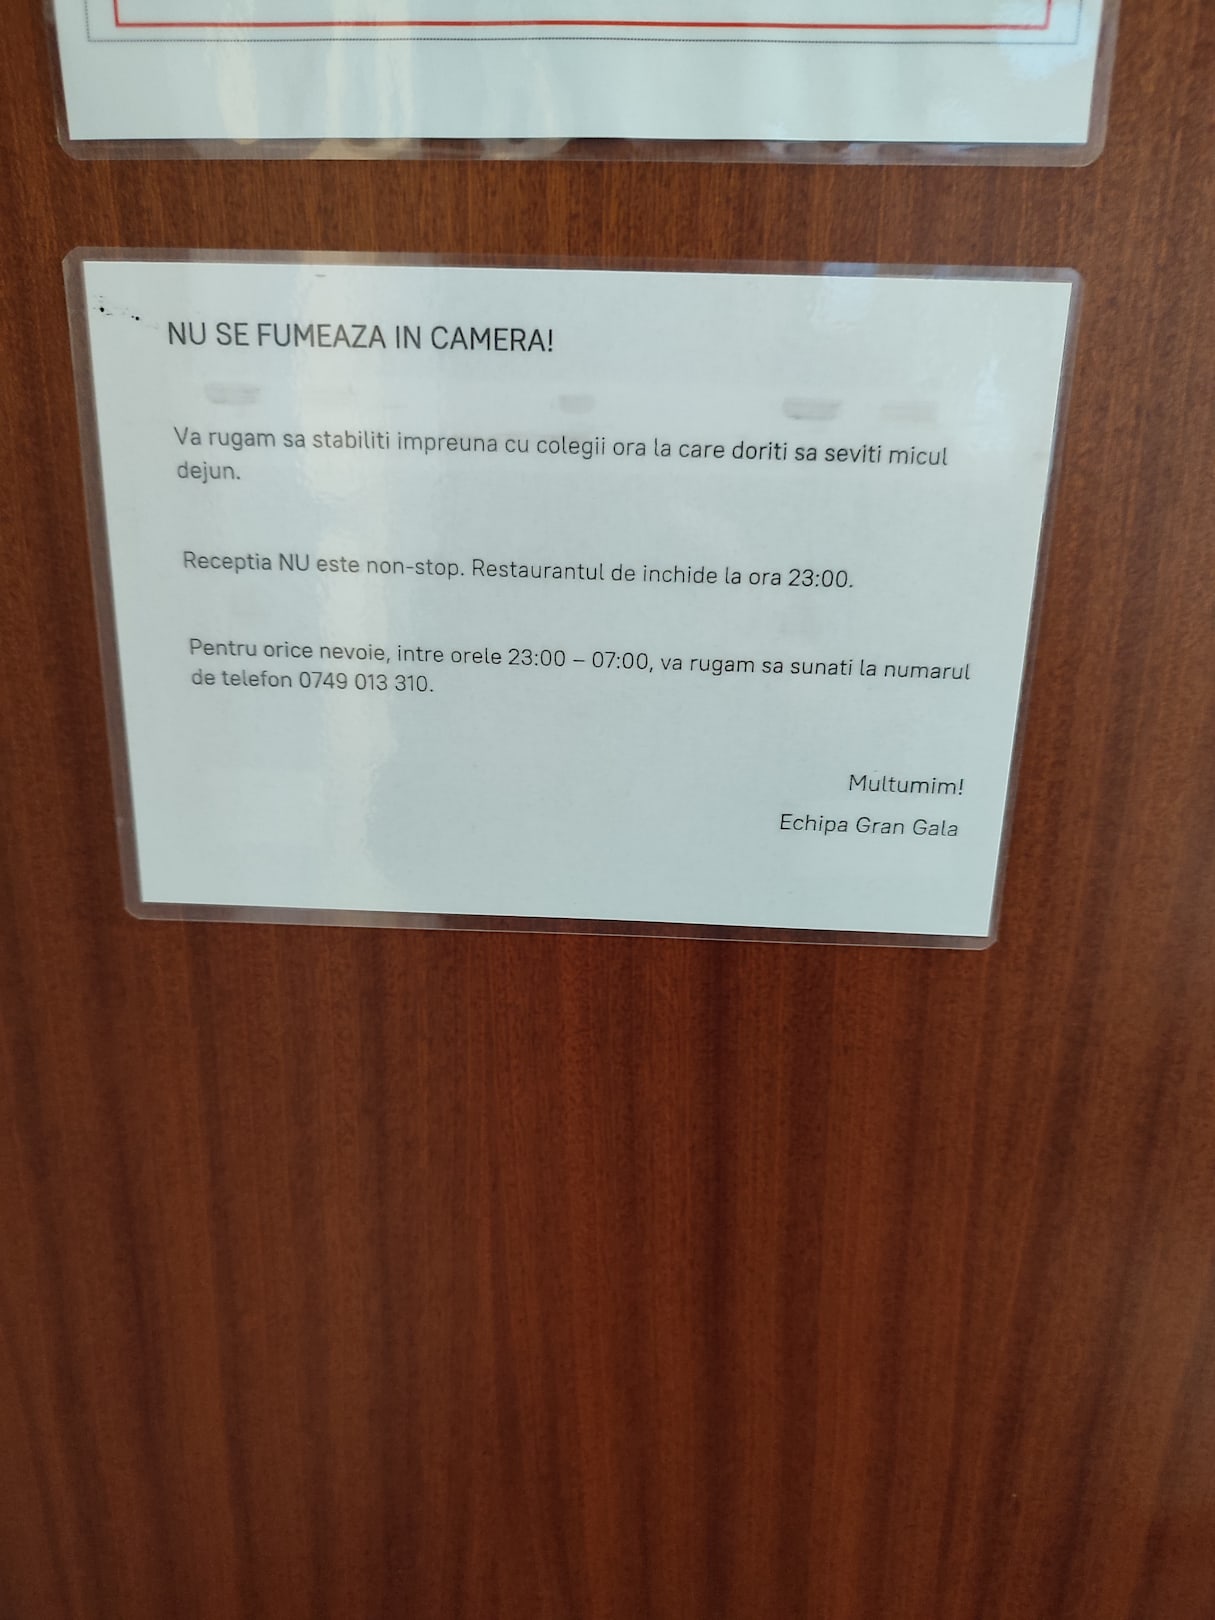 NU SE FUMEAZA IN CAMERA!
Va rugam sa stabiliti impreuna cu colegii ora la care doriti sa seviti micul
dejun.
Receptia NU este non-stop. Restaurantul de inchide la ora 23:00.
Pentru orice nevoie, intre orele 23:00 – 07:00, va rugam sa sunati la numarul
de telefon 0749 013 310.
Multumim!
Echipa Gran Gala